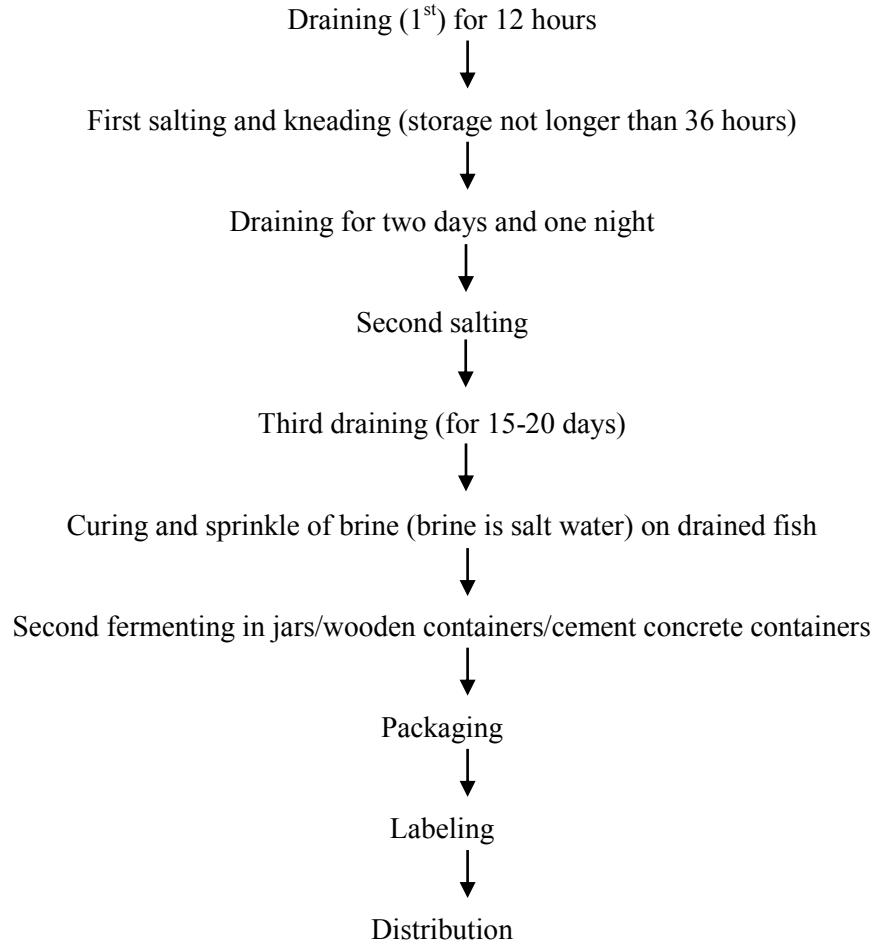 Draining (1st) for 12 hours
First salting and kneading (storage not longer than 36 hours)
Draining for two days and one night
Second salting
Third draining (for 15-20 days)
Curing and sprinkle of brine (brine is salt water) on drained fish
Second fermenting in jars/wooden containers/cement concrete containers
Packaging
Labeling
Distribution